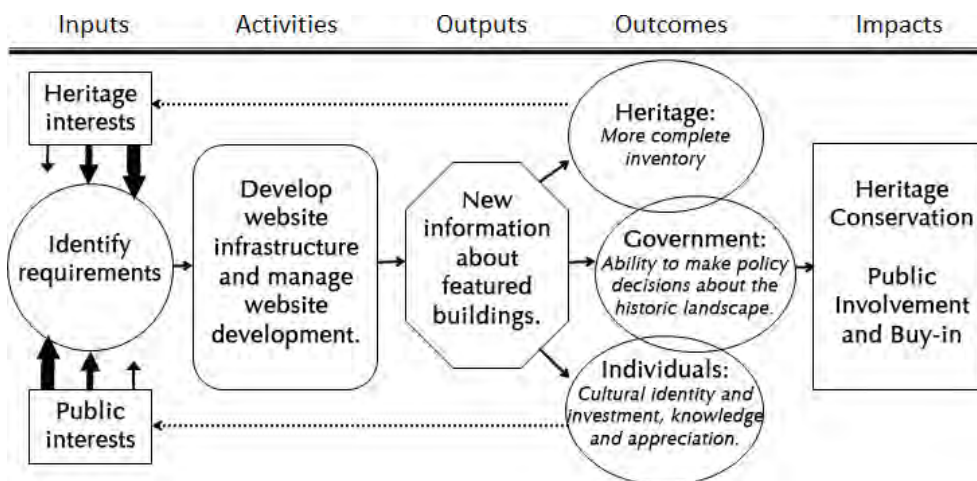 Inputs
Activities
Outputs
Outcomes
Impacts
Heritage
interests
Identify
requirements
Public
interests
Develop
website
infrastructure
and manage
website
development.
New
information
about
featured
buildings.
Heritage:
More complete
inventory
Government:
Ability to make policy
decisions about the
historic landscape.
Individuals:
Cultural identity and
investment, knowledge
and appreciation.
Heritage
Conservation
Public
Involvement
and Buy-in